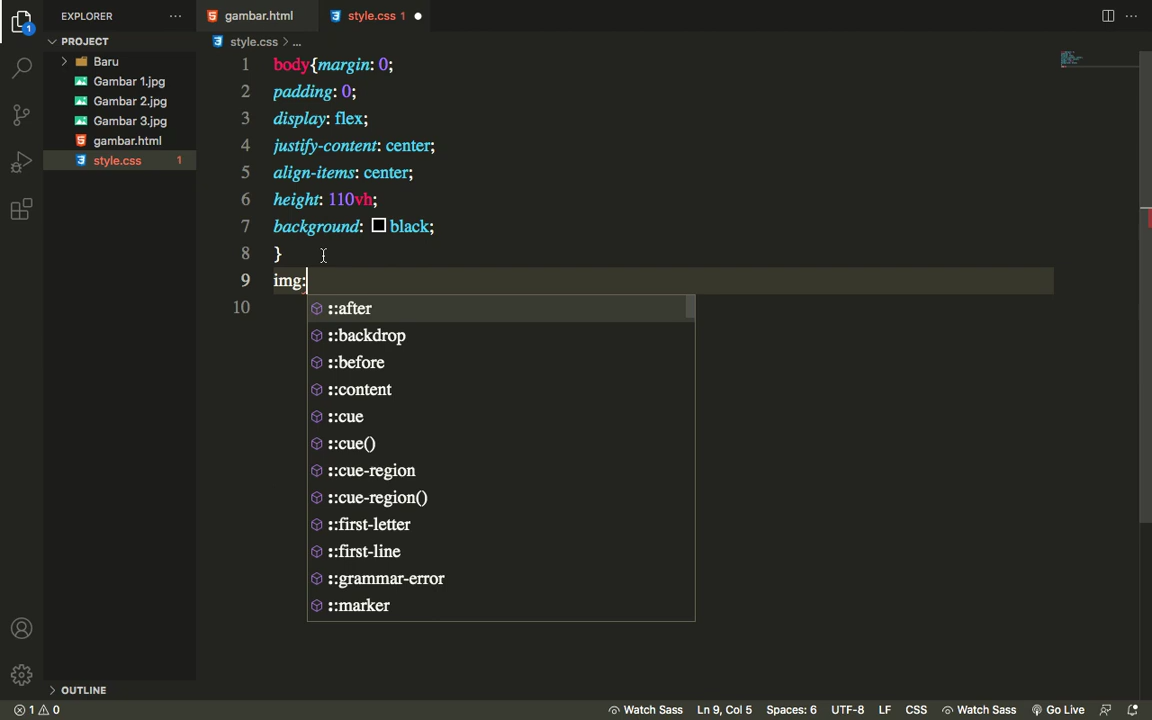 EXPLORER ...
gambar.html
style.css 1
PROJECT
style.css > ...
Baru
Gambar 1.jpg
Gambar 2.jpg
Gambar 3.jpg
gambar.html
style.css 1
1
1 body{margin: 0;
2 padding: 0;
3 display: flex;
4 justify-content: center;
5 align-items: center;
6 height: 110vh;
7 background: black;
8 }
9 img:
10
::after
::backdrop
::before
::content
::cue
::cue()
::cue-region
::cue-region()
::first-letter
::first-line
::grammar-error
::marker
OUTLINE
1 0
Watch Sass
Ln 9, Col 5
Spaces: 6
UTF-8
LF
CSS
Watch Sass
Go Live